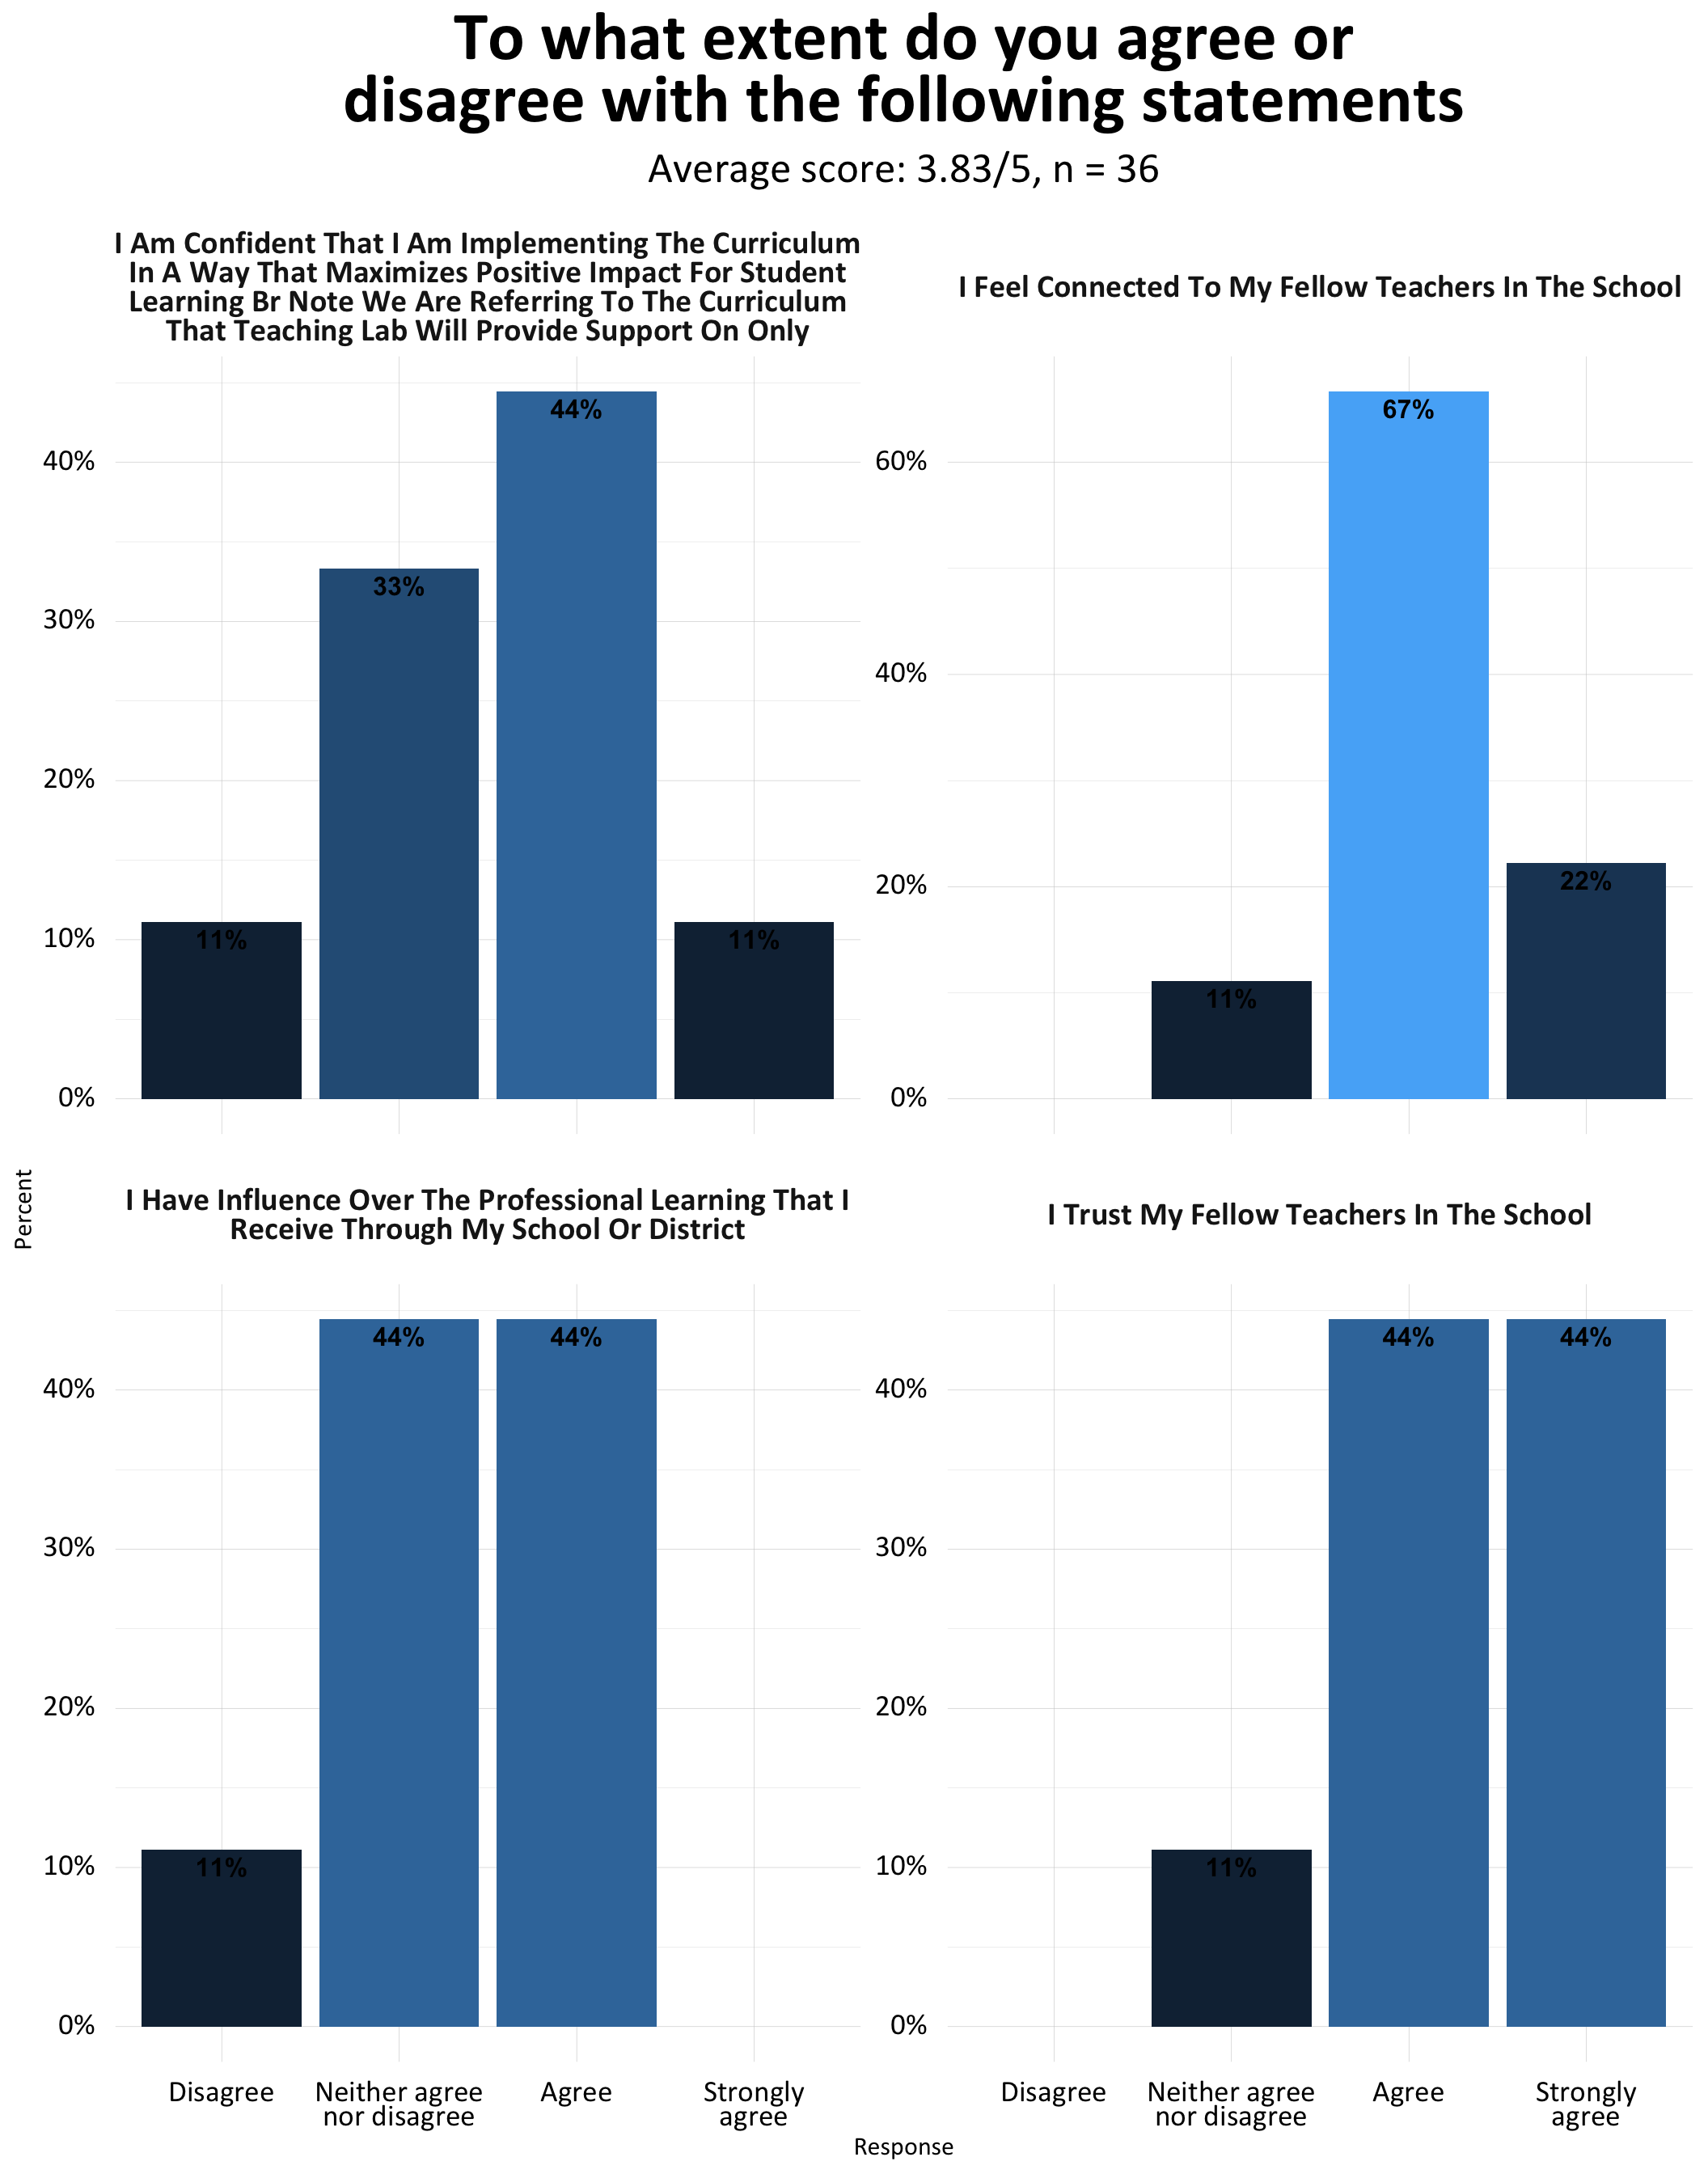 To what extent do you agree or
disagree with the following statements
Average score: 3.83/5, n = 36
I Am Confident That I Am Implementing The Curriculum
In A Way That Maximizes Positive Impact For Student
Learning Br Note We Are Referring To The Curriculum
That Teaching Lab Will Provide Support On Only
44%
40%
33%
30%
20%
11%
11%
10%
0%
I Feel Connected To My Fellow Teachers In The School
67%
60%
40%
22%
20%
11%
0%
Percent
I Have Influence Over The Professional Learning That I
Receive Through My School Or District
44%
44%
40%
30%
20%
11%
10%
0%
Disagree
Neither agree
nor disagree
Agree
Strongly
agree
I Trust My Fellow Teachers In The School
44%
44%
40%
30%
20%
11%
10%
0%
Disagree
Neither agree
nor disagree
Agree
Strongly
agree
Response